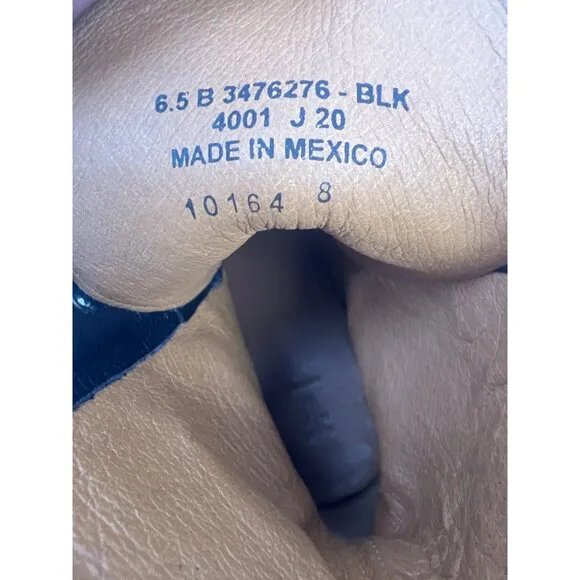 6.5 B 3476276 - BLK
4001 J 20
MADE IN MEXICO
10164 8